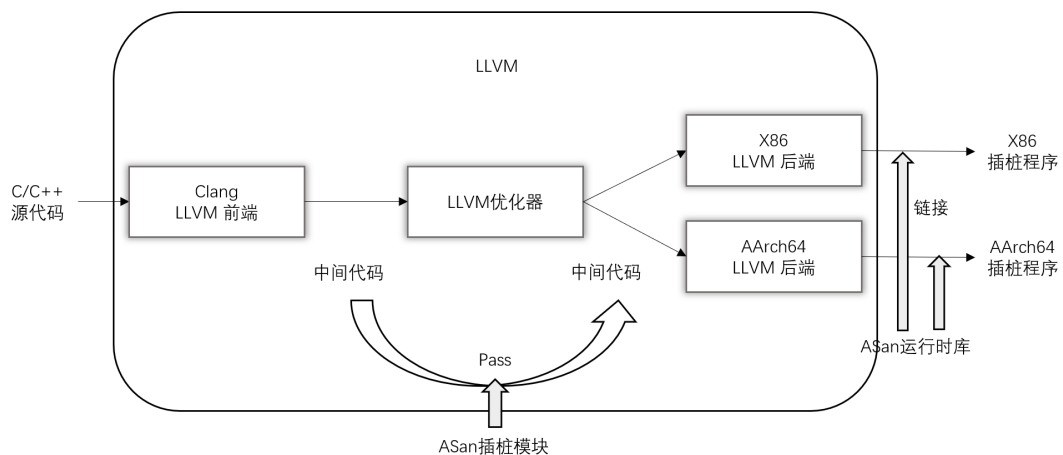 LLVM
C/C++
源代码
Clang
LLVM 前端
LLVM优化器
X86
LLVM 后端
AArch64
LLVM 后端
X86
插桩程序
链接
AArch64
插桩程序
中间代码
中间代码
Pass
ASan运行时库
ASan插桩模块